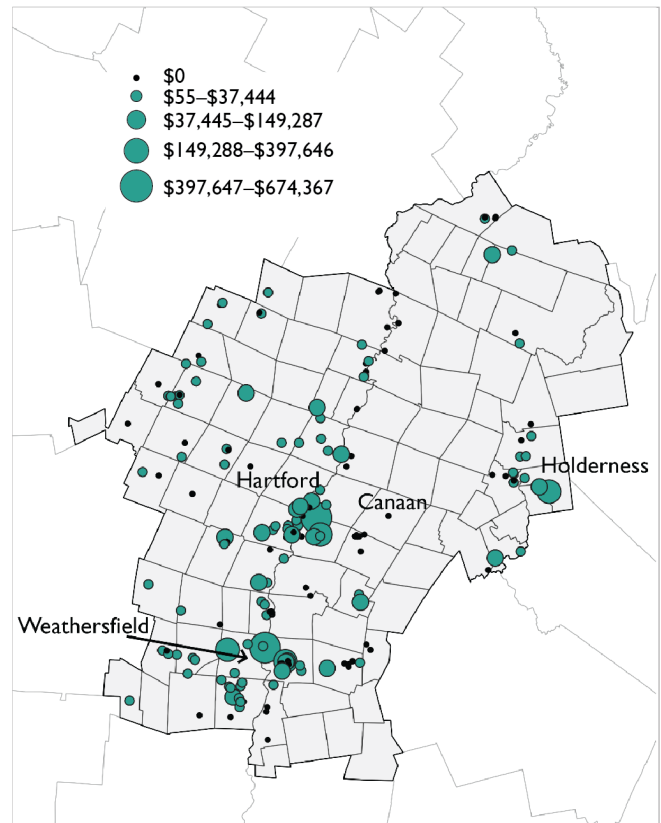 $0
$55–$37,444
$37,445–$149,287
$149,288–$397,646
$397,647–$674,367
Holderness
Hartford
Canaan
Weathersfield